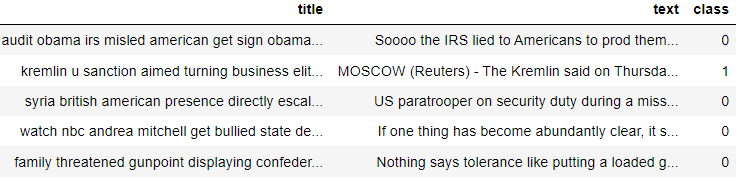 title text class
audit obama irs misled american get sign obama... Soooo the IRS lied to Americans to prod them... 0
kremlin u sanction aimed turning business elit... MOSCOW (Reuters) - The Kremlin said on Thursda... 1
syria british american presence directly escal... US paratrooper on security duty during a miss... 0
watch nbc andrea mitchell get bullied state de... If one thing has become abundantly clear, it s... 0
family threatened gunpoint displaying confeder... Nothing says tolerance like putting a loaded g... 0